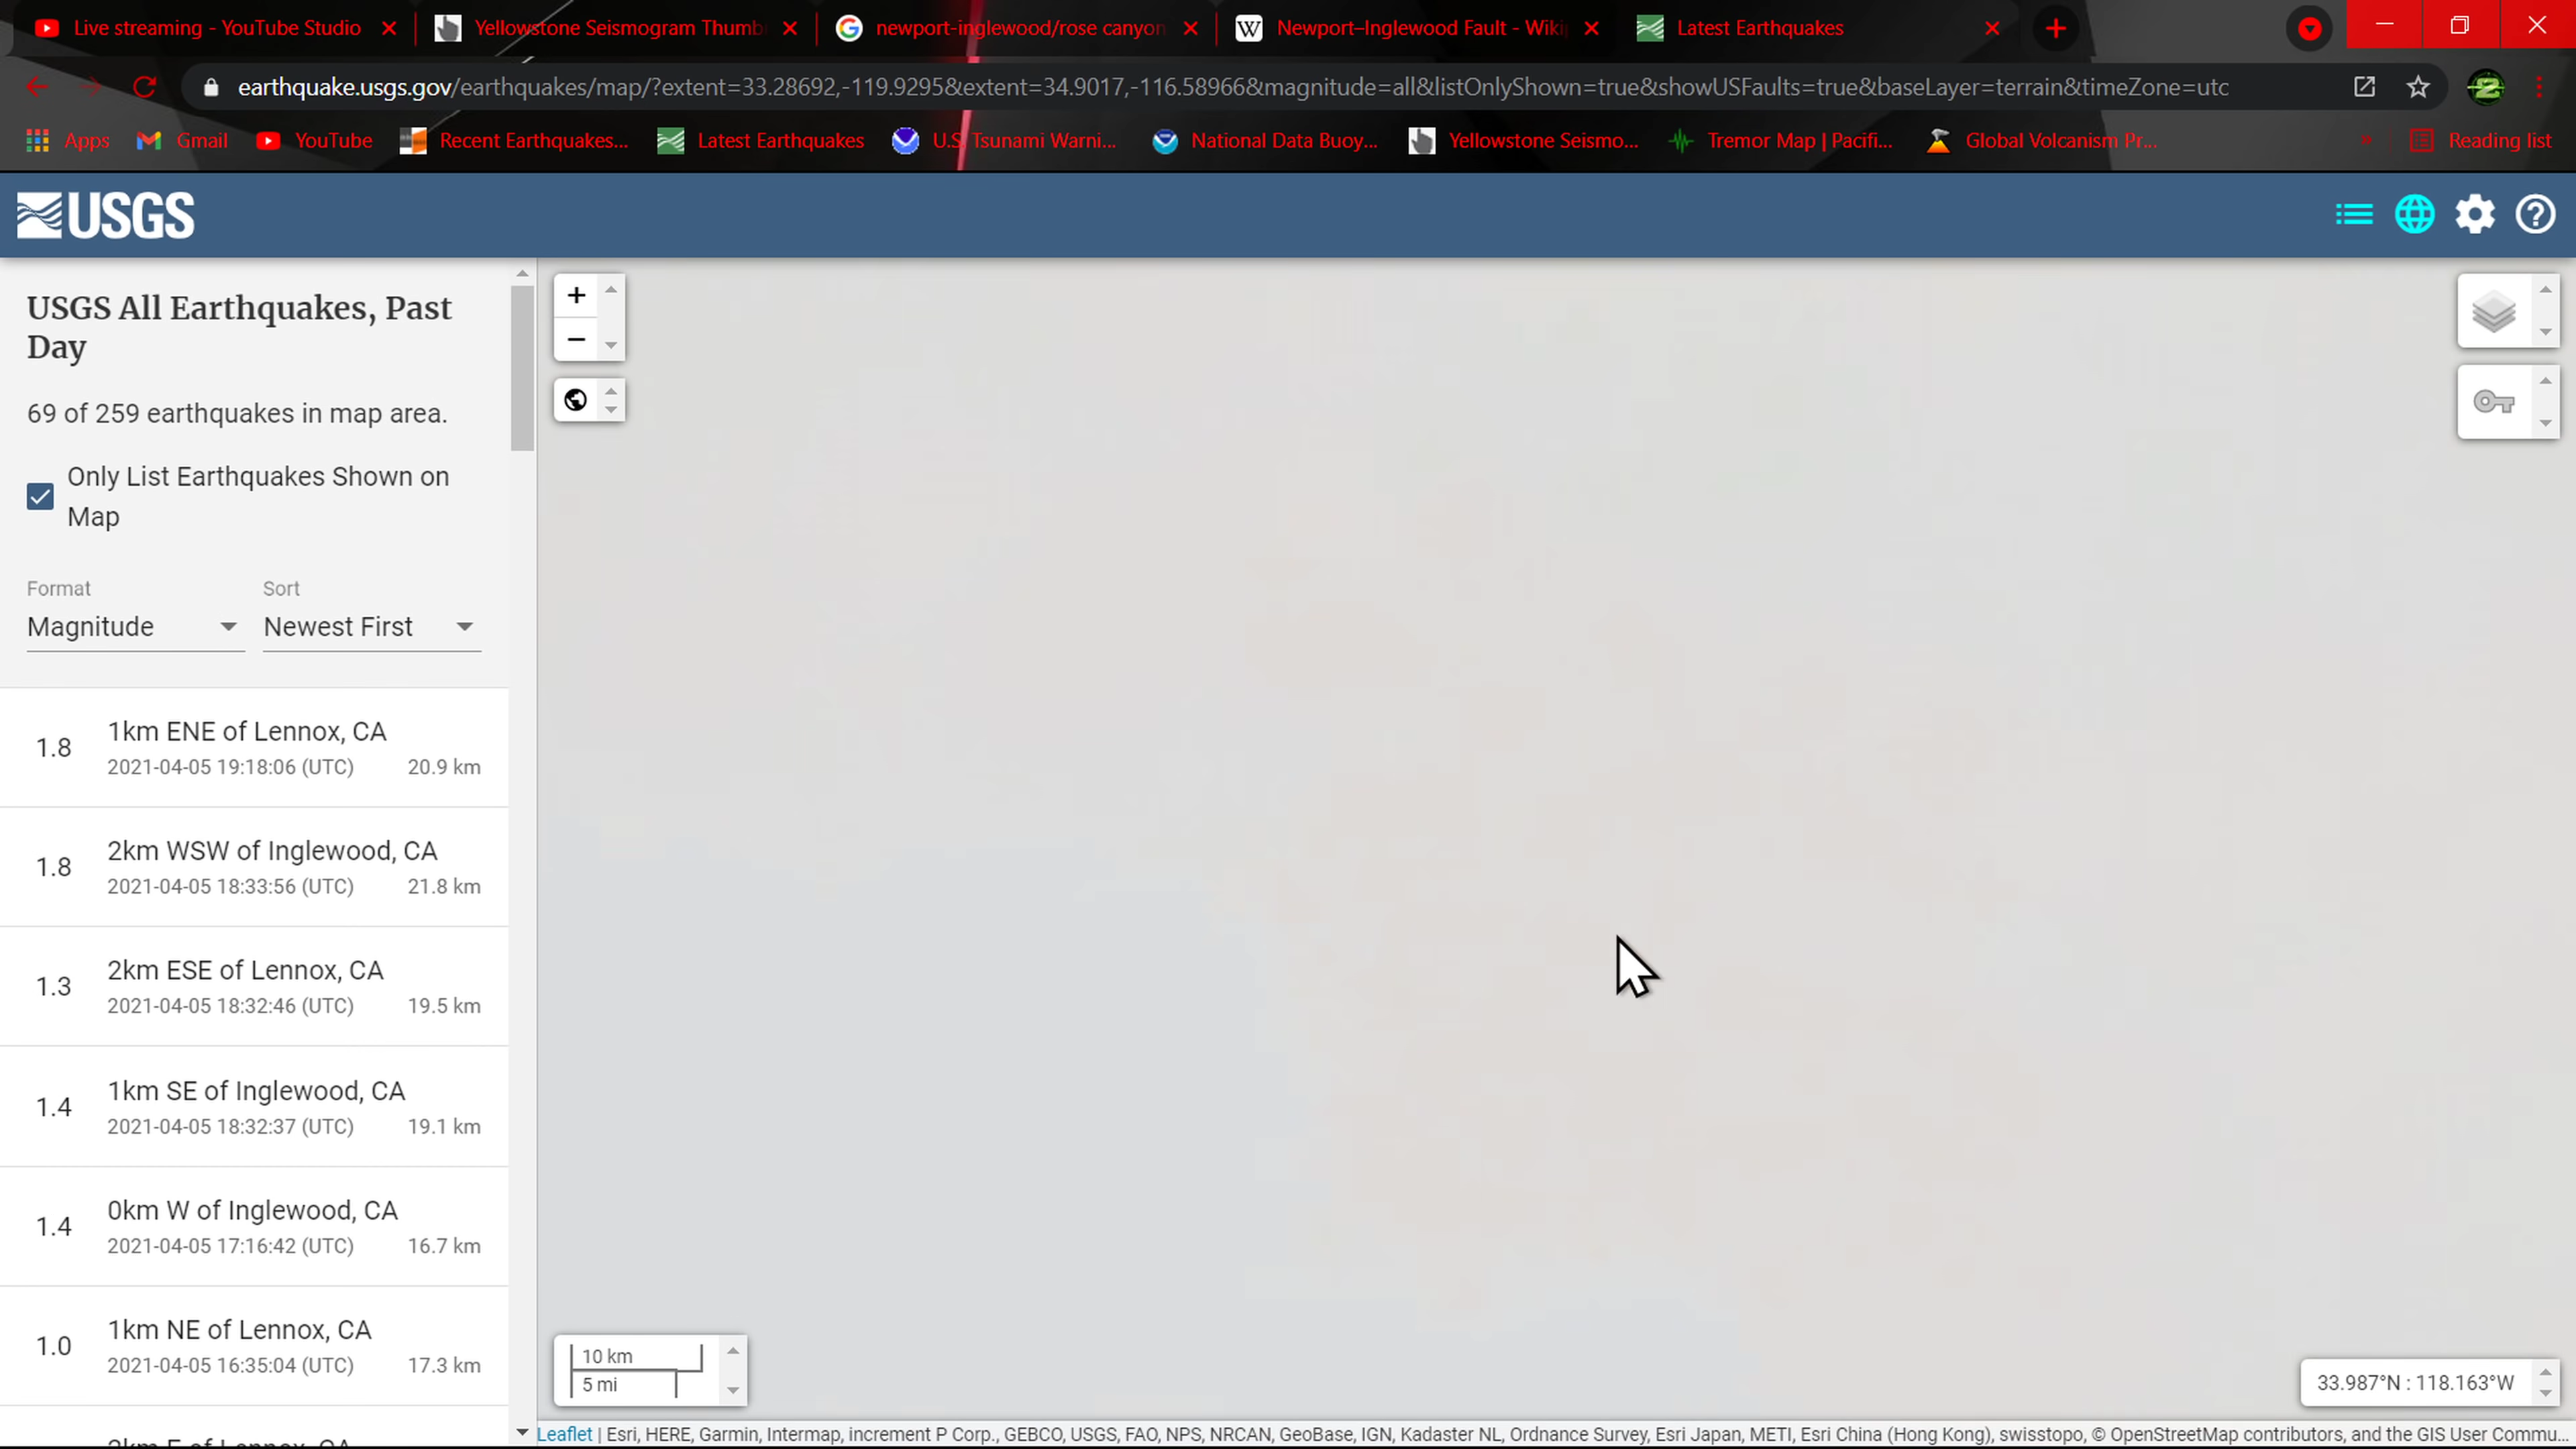 Live streaming - YouTube Studio
Yellowstone Seismogram Thumb
newport-inglewood/rose canyon
Newport–Inglewood Fault - Wiki
Latest Earthquakes
earthquake.usgs.gov/earthquakes/map/?extent=33.28692,-119.9295&extent=34.9017,-116.58966&magnitude=all&listOnlyShown=true&showUSFaults=true&baseLayer=terrain&timeZone=utc
Apps
Gmail
YouTube
Recent Earthquakes...
Latest Earthquakes
U.S. Tsunami Warni...
National Data Buoy...
Yellowstone Seismo...
Tremor Map | Pacifi...
Global Volcanism Pr...
Reading list
USGS
USGS All Earthquakes, Past
Day
69 of 259 earthquakes in map area.
Only List Earthquakes Shown on
Map
Format
Sort
Magnitude
Newest First
1.8
1km ENE of Lennox, CA
2021-04-05 19:18:06 (UTC) 20.9 km
1.8
2km WSW of Inglewood, CA
2021-04-05 18:33:56 (UTC) 21.8 km
1.3
2km ESE of Lennox, CA
2021-04-05 18:32:46 (UTC) 19.5 km
1.4
1km SE of Inglewood, CA
2021-04-05 18:32:37 (UTC) 19.1 km
1.4
0km W of Inglewood, CA
2021-04-05 17:16:42 (UTC) 16.7 km
1.0
1km NE of Lennox, CA
2021-04-05 16:35:04 (UTC) 17.3 km
10 km
5 mi
33.987°N : 118.163°W
Leaflet | Esri, HERE, Garmin, Intermap, increment P Corp., GEBCO, USGS, FAO, NPS, NRCAN, GeoBase, IGN, Kadaster NL, Ordnance Survey, Esri Japan, METI, Esri China (Hong Kong), swisstopo, © OpenStreetMap contributors, and the GIS User Commu...